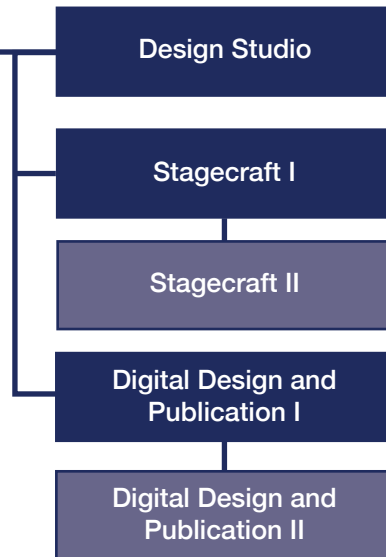 Design Studio
Stagecraft I
Stagecraft II
Digital Design and
Publication I
Digital Design and
Publication II